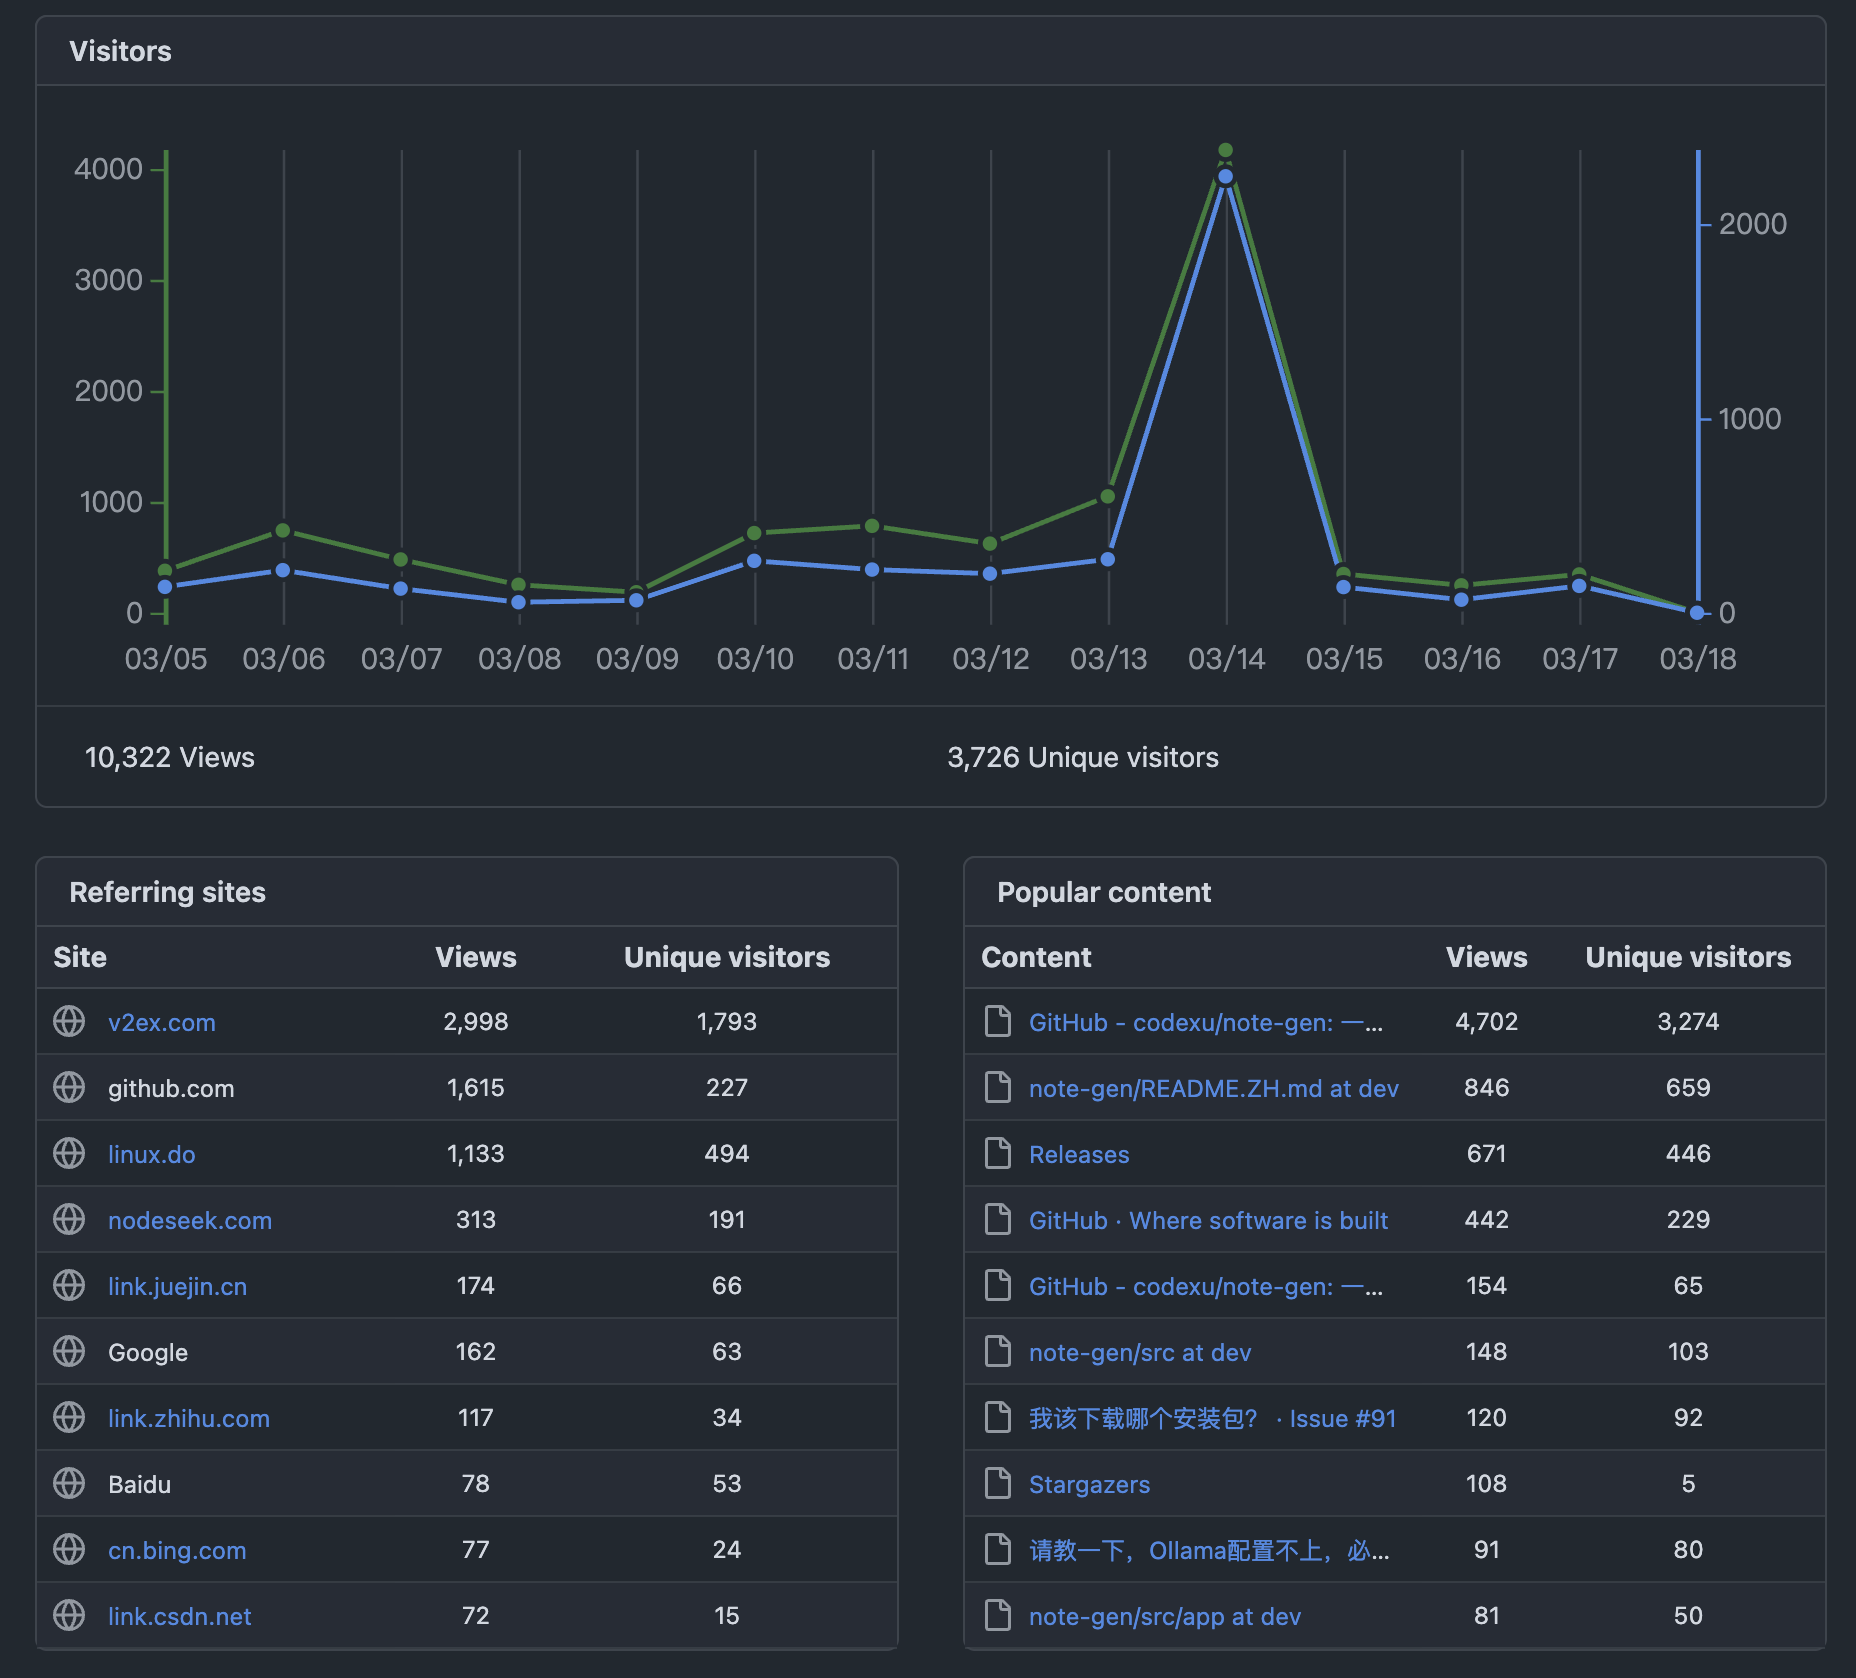 Visitors
4000
3000
2000
1000
0
2000
1000
0
03/05 03/06 03/07 03/08 03/09 03/10 03/11 03/12 03/13 03/14 03/15 03/16 03/17 03/18
10,322 Views 3,726 Unique visitors
Referring sites
Site Views Unique visitors
v2ex.com 2,998 1,793
github.com 1,615 227
linux.do 1,133 494
nodeseek.com 313 191
link.juejin.cn 174 66
Google 162 63
link.zhihu.com 117 34
Baidu 78 53
cn.bing.com 77 24
link.csdn.net 72 15
Popular content
Content Views Unique visitors
GitHub - codexu/note-gen: 一... 4,702 3,274
note-gen/README.ZH.md at dev 846 659
Releases 671 446
GitHub · Where software is built 442 229
GitHub - codexu/note-gen: 一... 154 65
note-gen/src at dev 148 103
我该下载哪个安装包? · Issue #91 120 92
Stargazers 108 5
请教一下，Ollama配置不上，必... 91 80
note-gen/src/app at dev 81 50